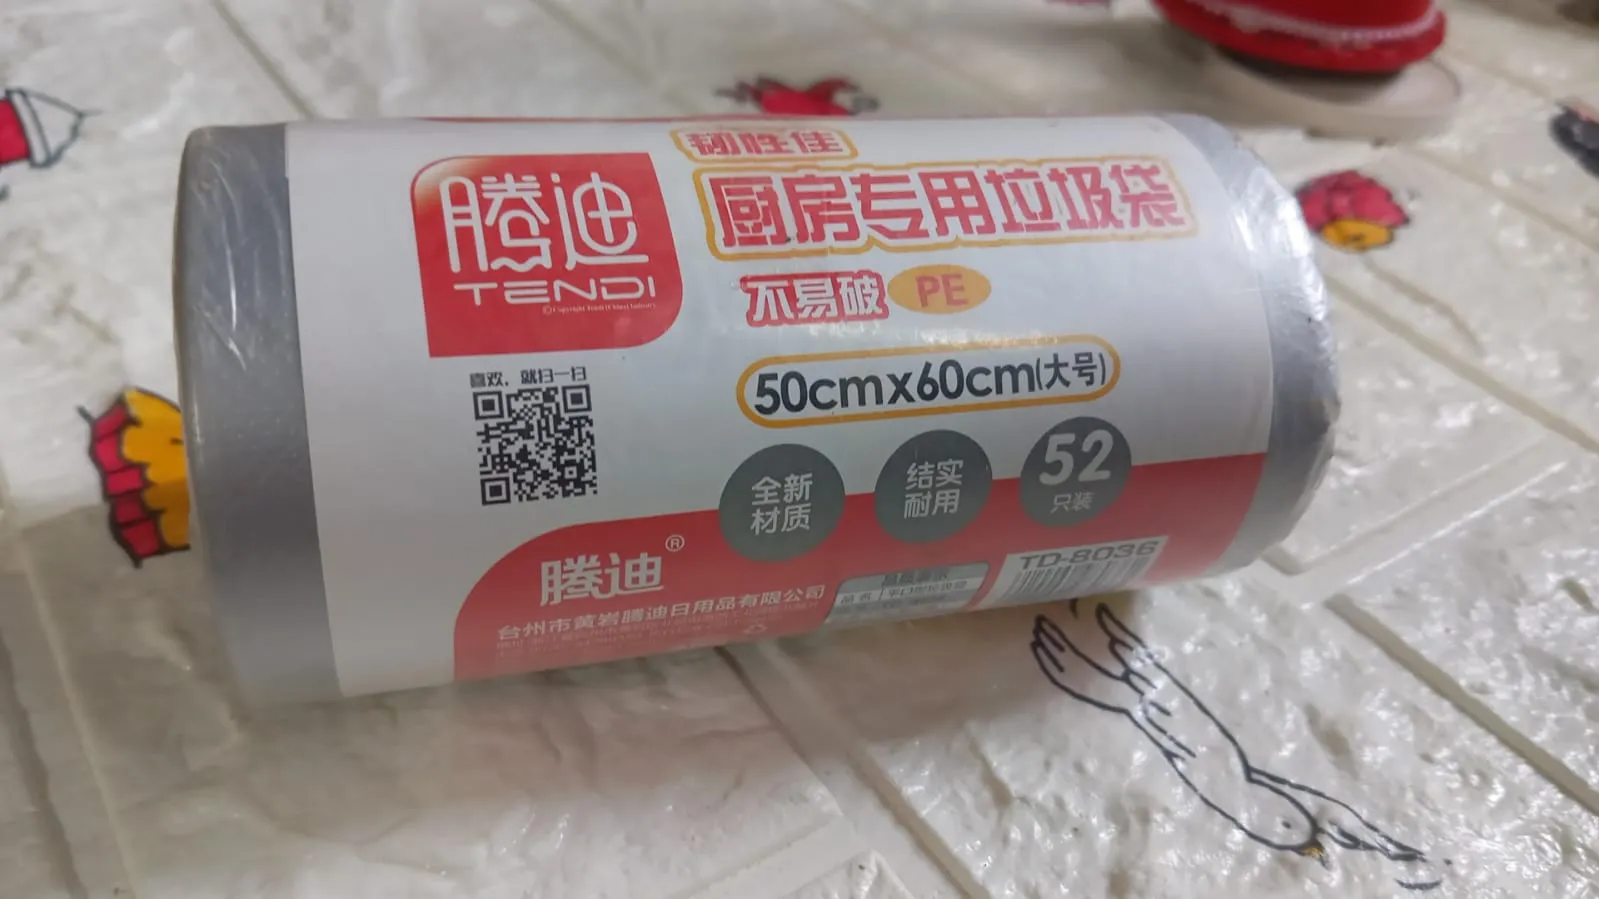 韧性佳
腾迪
厨房专用垃圾袋
TENDI
不易破 PE
喜欢，就扫一扫
50cmx60cm(大号)
全新
材质
结实
耐用
52
只装
腾迪®
TD-8036
台州市黄岩腾迪日用品有限公司
品名